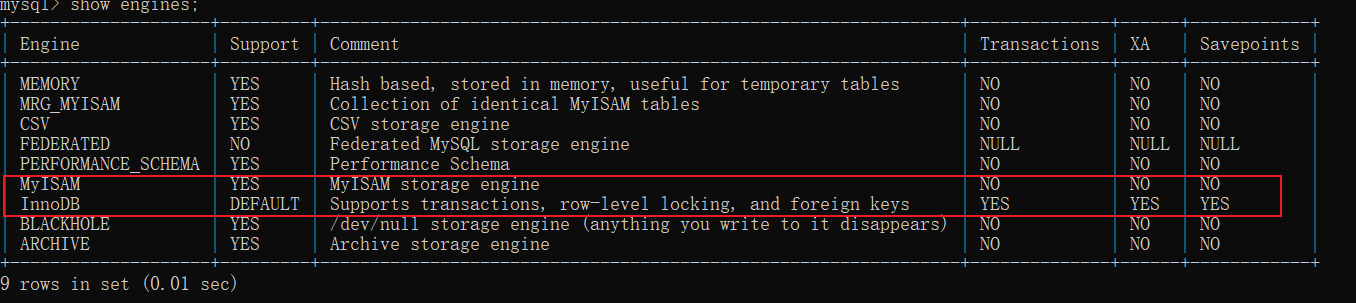 mysql> show engines;
Engine | Support | Comment | Transactions | XA | Savepoints
MEMORY | YES | Hash based, stored in memory, useful for temporary tables | NO | NO | NO
MRG_MYISAM | YES | Collection of identical MyISAM tables | NO | NO | NO
CSV | YES | CSV storage engine | NO | NO | NO
FEDERATED | NO | Federated MySQL storage engine | NULL | NULL | NULL
PERFORMANCE_SCHEMA | YES | Performance Schema | NO | NO | NO
MyISAM | YES | MyISAM storage engine | NO | NO | NO
InnoDB | DEFAULT | Supports transactions, row-level locking, and foreign keys | YES | YES | YES
BLACKHOLE | YES | /dev/null storage engine (anything you write to it disappears) | NO | NO | NO
ARCHIVE | YES | Archive storage engine | NO | NO | NO
9 rows in set (0.01 sec)